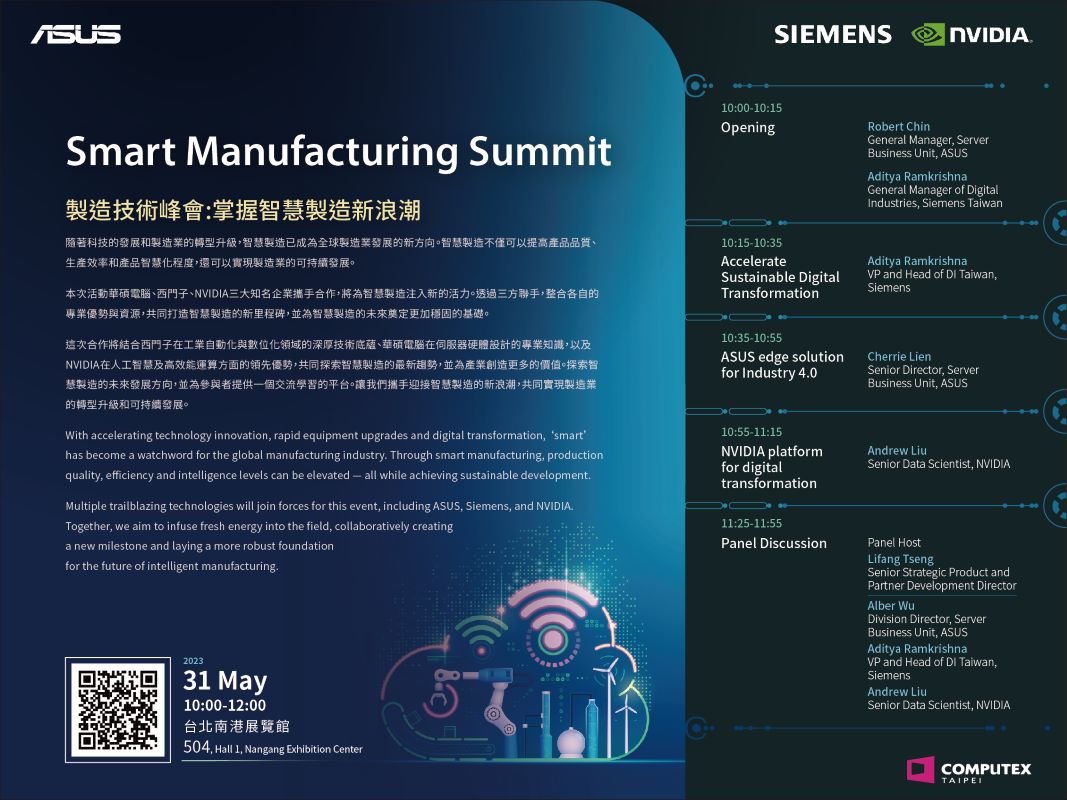 ASUS
SIEMENS
NVIDIA.
Smart Manufacturing Summit
製造技術峰會:掌握智慧製造新浪潮
隨著科技的發展和製造業的轉型升級，智慧製造已成為全球製造業發展的新方向。智慧製造不僅可以提高產品品質、
生產效率和產品智慧化程度，還可以實現製造業的可持續發展。
本次活動華碩電腦、西門子、NVIDIA三大知名企業攜手合作，將為智慧製造注入新的活力。透過三方聯手，整合各自的
專業優勢與資源，共同打造智慧製造的新里程碑，並為智慧製造的未來奠定更加穩固的基礎。
這次合作將結合西門子在工業自動化與數位化領域的深厚技術底蘊、華碩電腦在伺服器硬體設計的專業知識，以及
NVIDIA在人工智慧及高效能運算方面的領先優勢，共同探索智慧製造的最新趨勢，並為產業創造更多的價值。探索智
慧製造的未來發展方向，並為參與者提供一個交流學習的平台。讓我們攜手迎接智慧製造的新浪潮，共同實現製造業
的轉型升級和可持續發展。
With accelerating technology innovation, rapid equipment upgrades and digital transformation, ‘smart’
has become a watchword for the global manufacturing industry. Through smart manufacturing, production
quality, efficiency and intelligence levels can be elevated — all while achieving sustainable development.
Multiple trailblazing technologies will join forces for this event, including ASUS, Siemens, and NVIDIA.
Together, we aim to infuse fresh energy into the field, collaboratively creating
a new milestone and laying a more robust foundation
for the future of intelligent manufacturing.
2023
31 May
10:00-12:00
台北南港展覽館
504, Hall 1, Nangang Exhibition Center
10:00-10:15
Opening
Robert Chin
General Manager, Server
Business Unit, ASUS
Aditya Ramkrishna
General Manager of Digital
Industries, Siemens Taiwan
10:15-10:35
Accelerate
Sustainable Digital
Transformation
Aditya Ramkrishna
VP and Head of DI Taiwan,
Siemens
10:35-10:55
ASUS edge solution
for Industry 4.0
Cherrie Lien
Senior Director, Server
Business Unit, ASUS
10:55-11:15
NVIDIA platform
for digital
transformation
Andrew Liu
Senior Data Scientist, NVIDIA
11:25-11:55
Panel Discussion
Panel Host
Lifang Tseng
Senior Strategic Product and
Partner Development Director
Alber Wu
Division Director, Server
Business Unit, ASUS
Aditya Ramkrishna
VP and Head of DI Taiwan,
Siemens
Andrew Liu
Senior Data Scientist, NVIDIA
COMPUTEX
TAIPEI